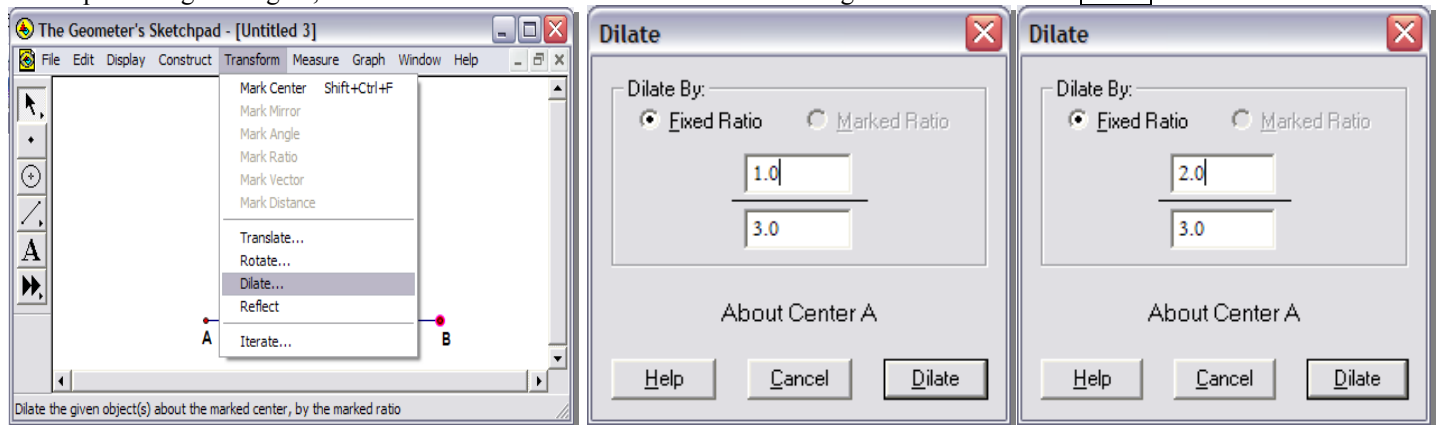 The Geometer's Sketchpad - [Untitled 3]
File Edit Display Construct Transform Measure Graph Window Help
Mark Center Shift+Ctrl+F
Mark Mirror
Mark Angle
Mark Ratio
Mark Vector
Mark Distance
Translate...
Rotate...
Dilate...
Reflect
Iterate...
A
A B
Dilate the given object(s) about the marked center, by the marked ratio
Dilate
Dilate By:
Fixed Ratio Marked Ratio
1.0
3.0
About Center A
Help Cancel Dilate
Dilate
Dilate By:
Fixed Ratio Marked Ratio
2.0
3.0
About Center A
Help Cancel Dilate